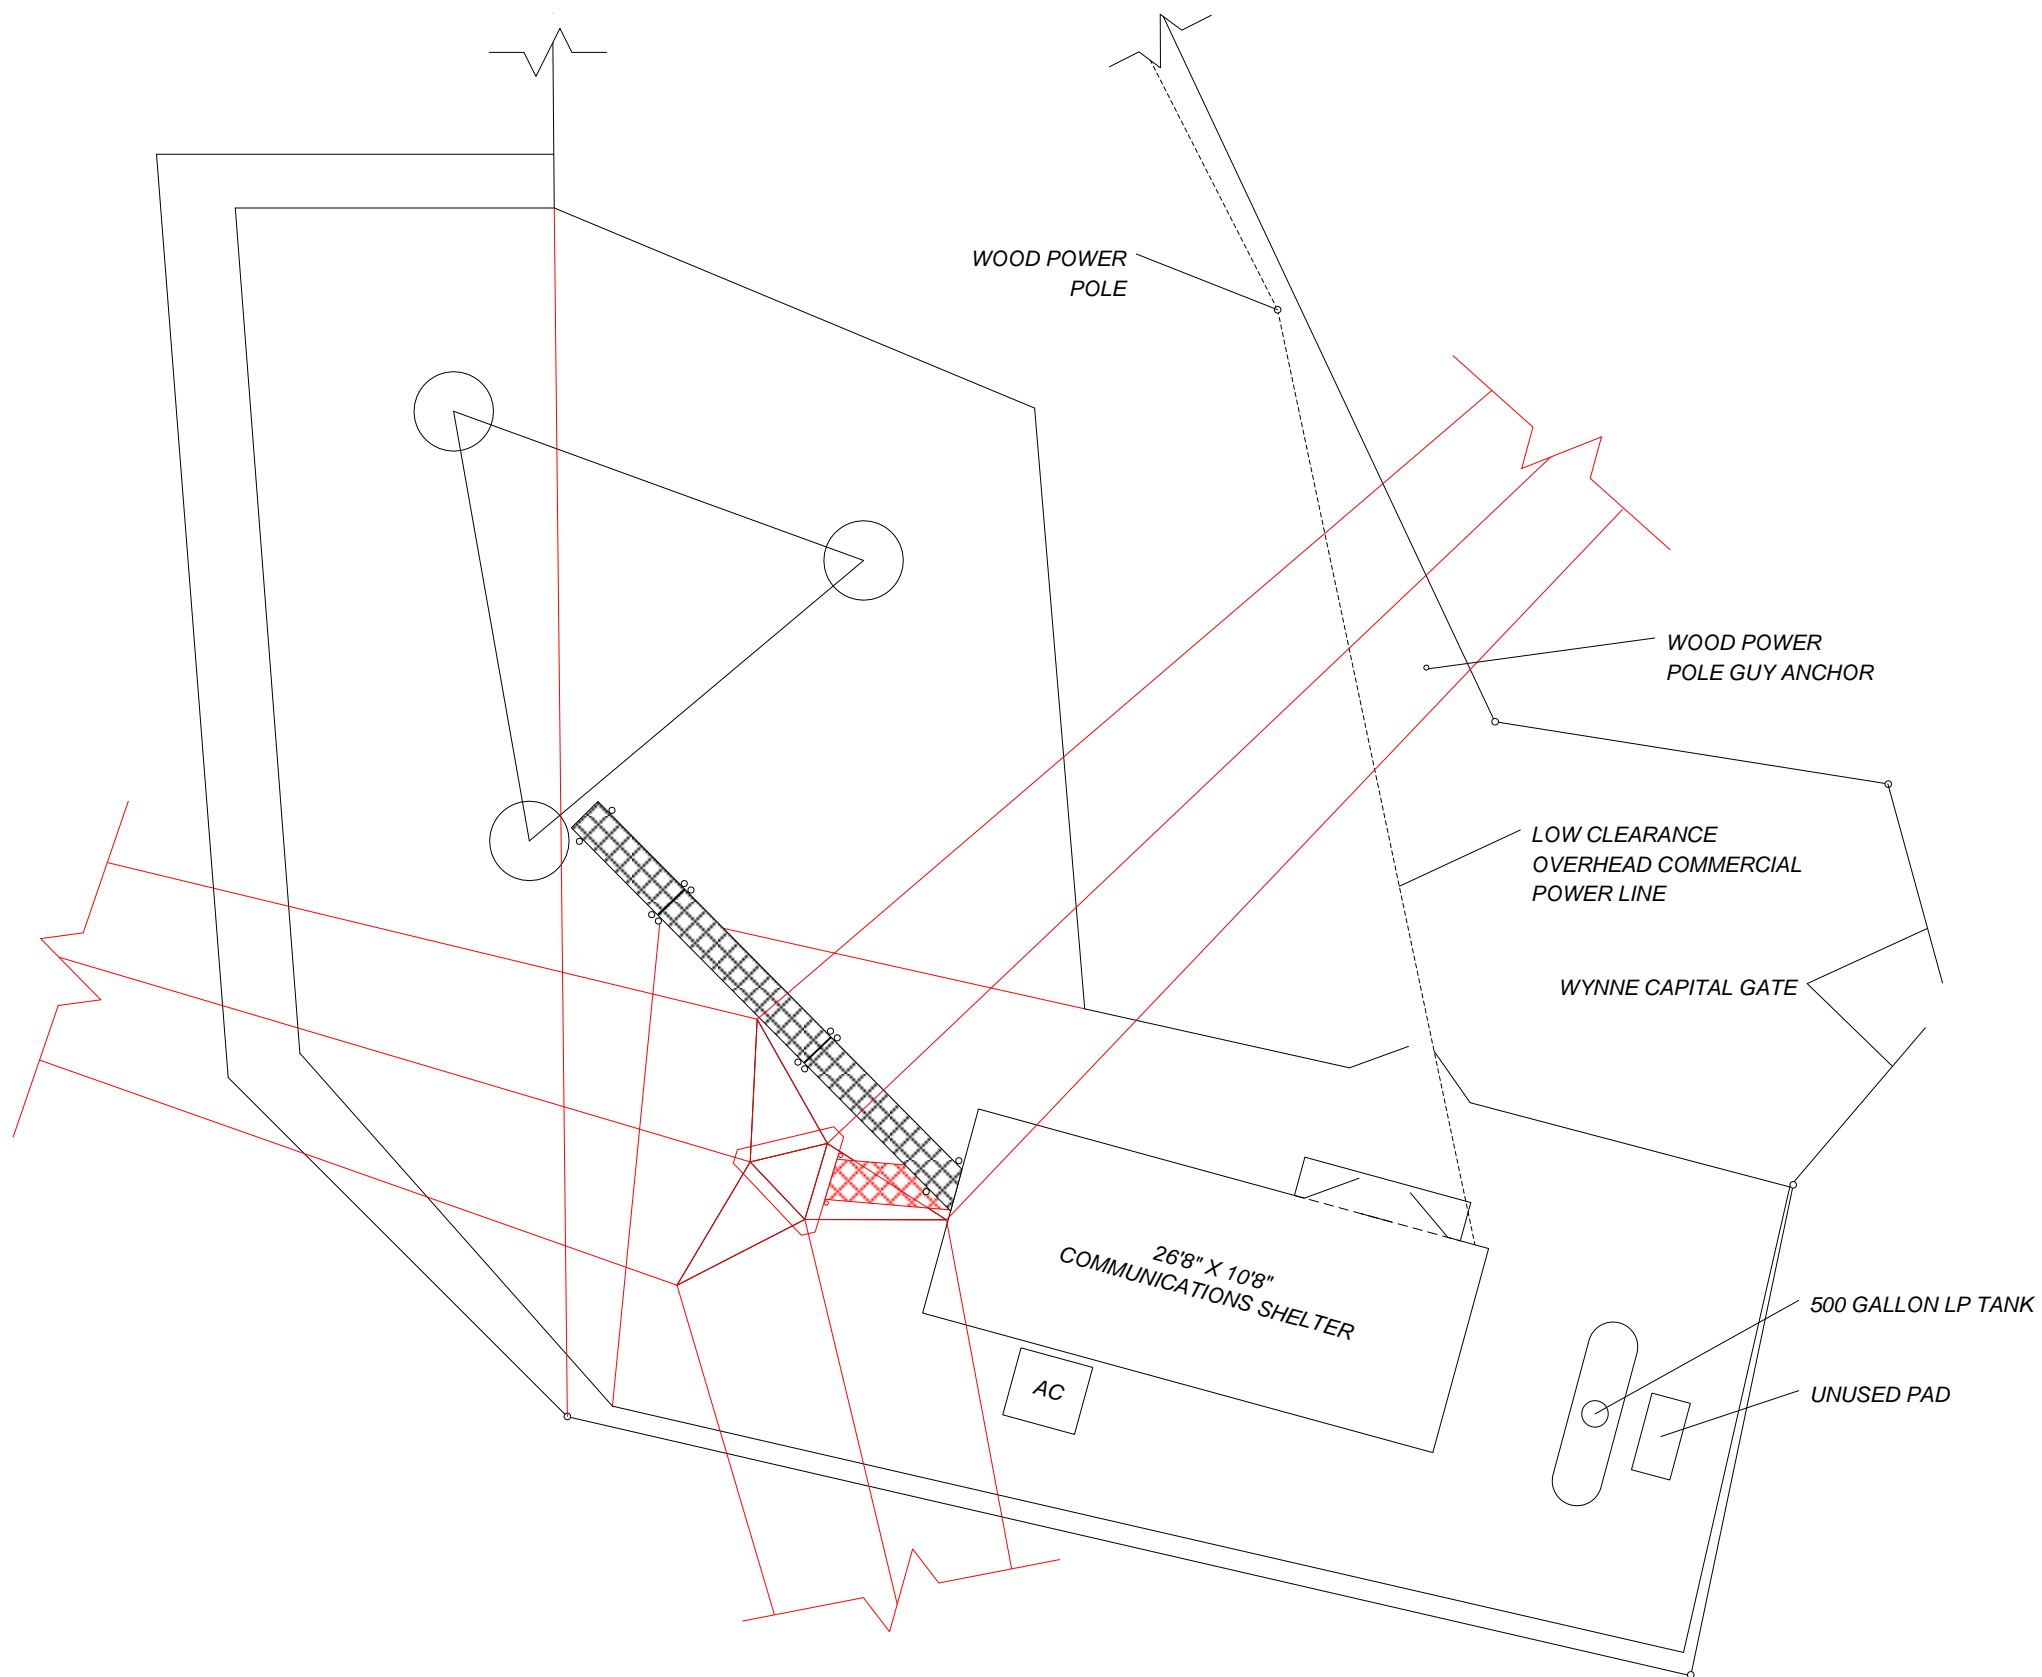 WOOD POWER
POLE
WOOD POWER
POLE GUY ANCHOR
LOW CLEARANCE
OVERHEAD COMMERCIAL
POWER LINE
WYNNE CAPITAL GATE
26'8" X 10'8"
COMMUNICATIONS SHELTER
500 GALLON LP TANK
AC
UNUSED PAD